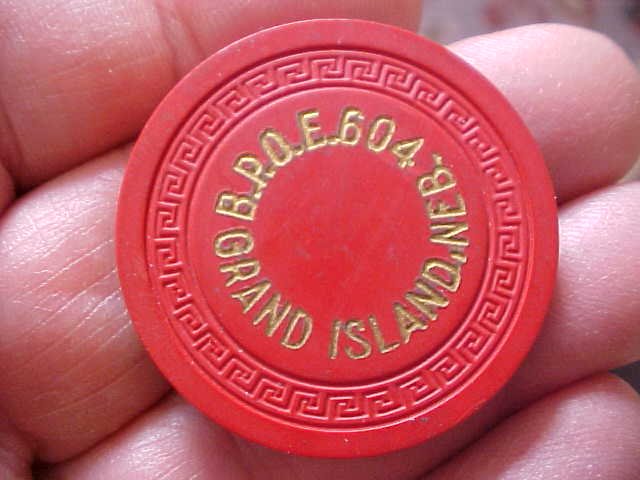 B.P.O.E. 604
GRAND ISLAND, NEB.